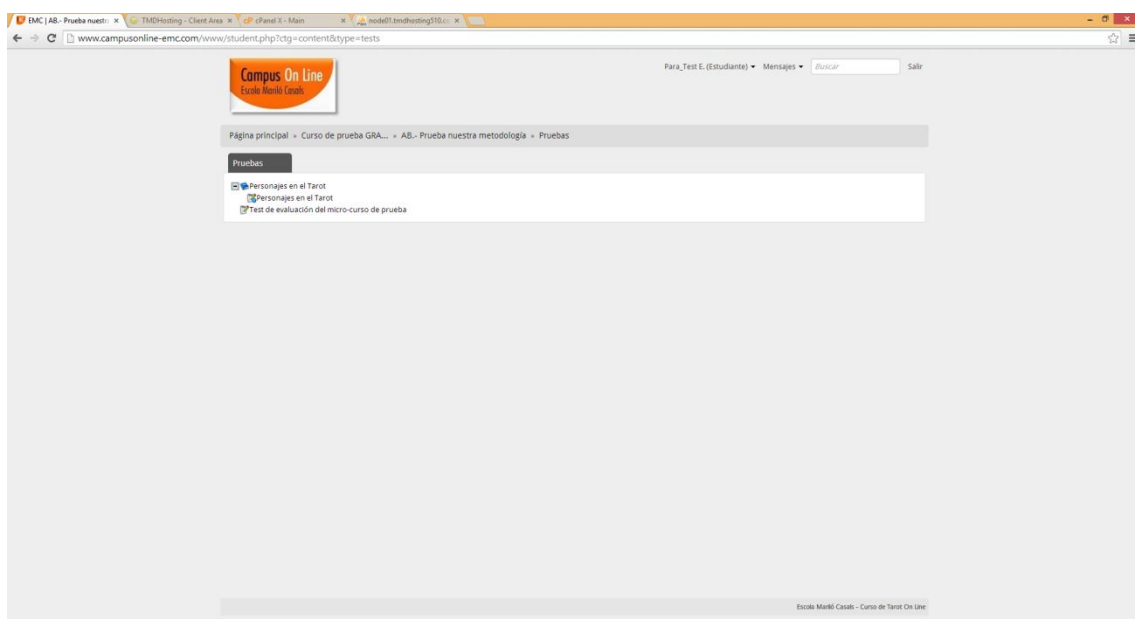 EMC | AB.- Prueba nuestr
TMDHosting - Client Area
cPanel X - Main
node01.tmdhosting510.cc
www.campusonline-emc.com/www/student.php?ctg=content&type=tests
Campus On Line
Escola Mariló Casals
Para_Test E. (Estudiante) Mensajes Buscar Salir
Página principal » Curso de prueba GRA... » AB.- Prueba nuestra metodología » Pruebas
Pruebas
Personajes en el Tarot
Personajes en el Tarot
Test de evaluación del micro-curso de prueba
Escola Mariló Casals - Curso de Tarot On Line